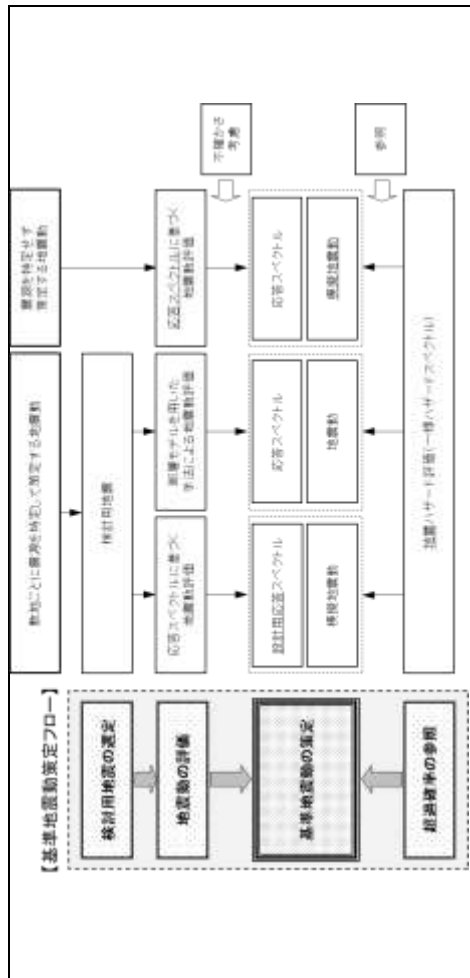 【基準地震動策定フロー】
検討用地震の選定
地震動の評価
基準地震動の策定
超過確率の参照
敷地ごとに震源を特定して策定する地震動
震源を特定せず
策定する地震動
検討用地震
応答スペクトルに基づく
地震動評価
断層モデルを用いた
手法による地震動評価
応答スペクトルに基づく
地震動評価
不確かさ
考慮
設計用応答スペクトル
模擬地震動
応答スペクトル
地震動
応答スペクトル
模擬地震動
参照
地震ハザード評価(一様ハザードスペクトル)